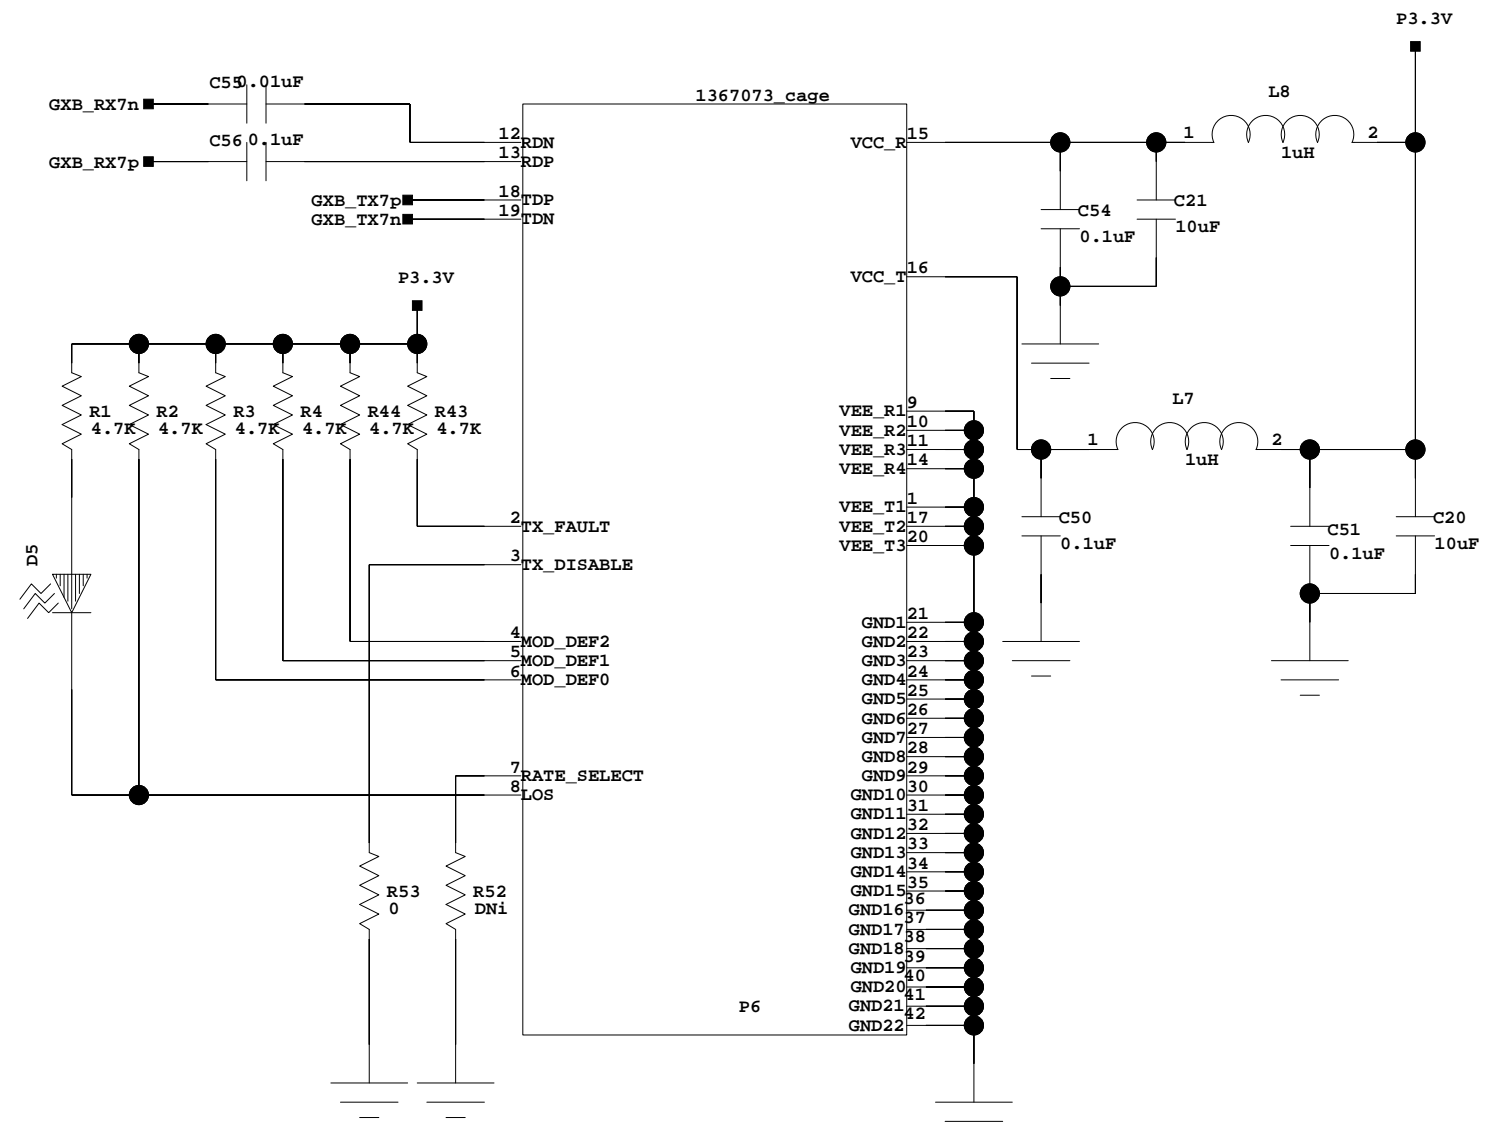 P3.3V
C55 0.01uF
GXB_RX7n
1367073_cage
L8
12 RDN
VCC_R 15
1
2
1uH
C56 0.1uF
GXB_RX7p
13 RDP
GXB_TX7p
18 TDP
GXB_TX7n
19 TDN
C54
0.1uF
C21
10uF
P3.3V
VCC_T 16
R1
4.7K
R2
4.7K
R3
4.7K
R4
4.7K
R44
4.7K
R43
4.7K
VEE_R1 9
VEE_R2 10
VEE_R3 11
VEE_R4 14
L7
1
2
1uH
VEE_T1 1
VEE_T2 17
VEE_T3 20
2 TX_FAULT
3 TX_DISABLE
C50
0.1uF
C51
0.1uF
C20
10uF
D5
4 MOD_DEF2
5 MOD_DEF1
6 MOD_DEF0
7 RATE_SELECT
8 LOS
GND1 21
GND2 22
GND3 23
GND4 24
GND5 25
GND6 26
GND7 27
GND8 28
GND9 29
GND10 30
GND11 31
GND12 32
GND13 33
GND14 34
GND15 35
GND16 36
GND17 37
GND18 38
GND19 39
GND20 40
GND21 41
GND22 42
R53
0
R52
DNi
P6